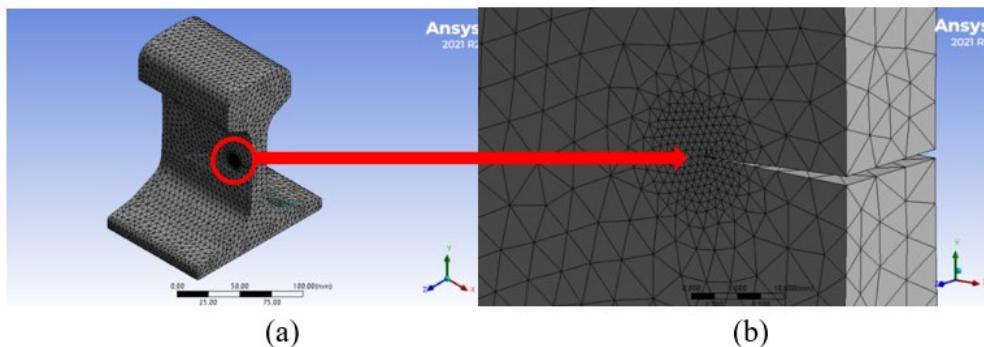 Ansys
2021 R2
Y
Z
X
0.00
50.00
100.00(mm)
25.00
75.00
(a)
Ansys
2021 R
Y
Z
X
(b)